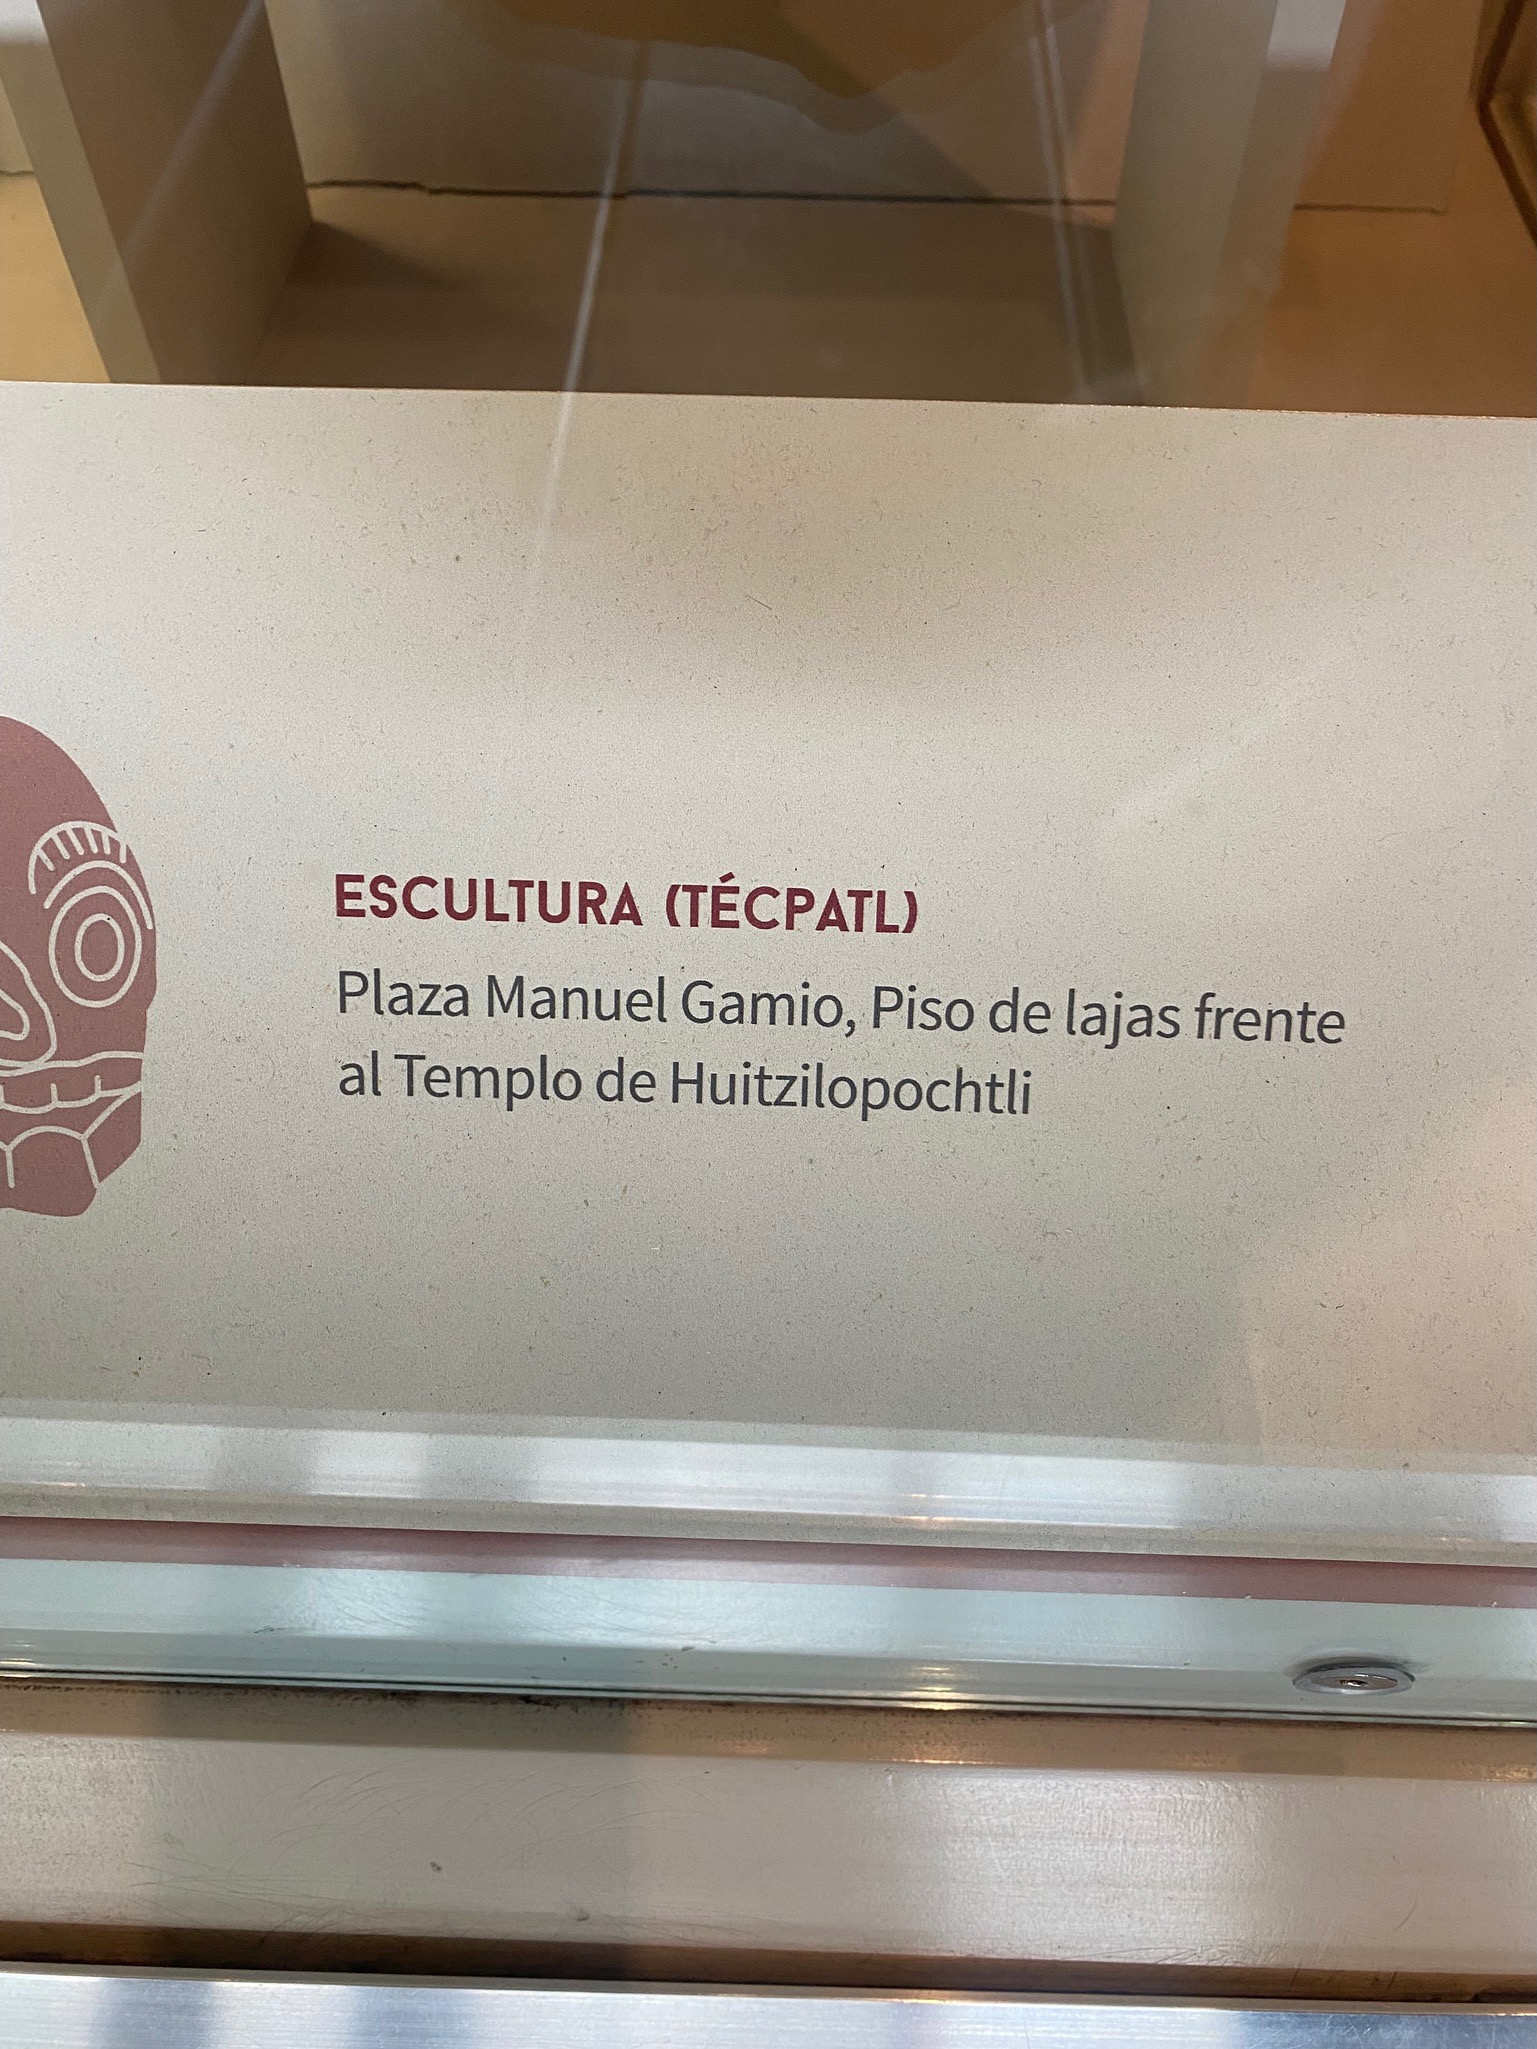 ESCULTURA (TÉCPATL)
Plaza Manuel Gamio, Piso de lajas frente
al Templo de Huitzilopochtli